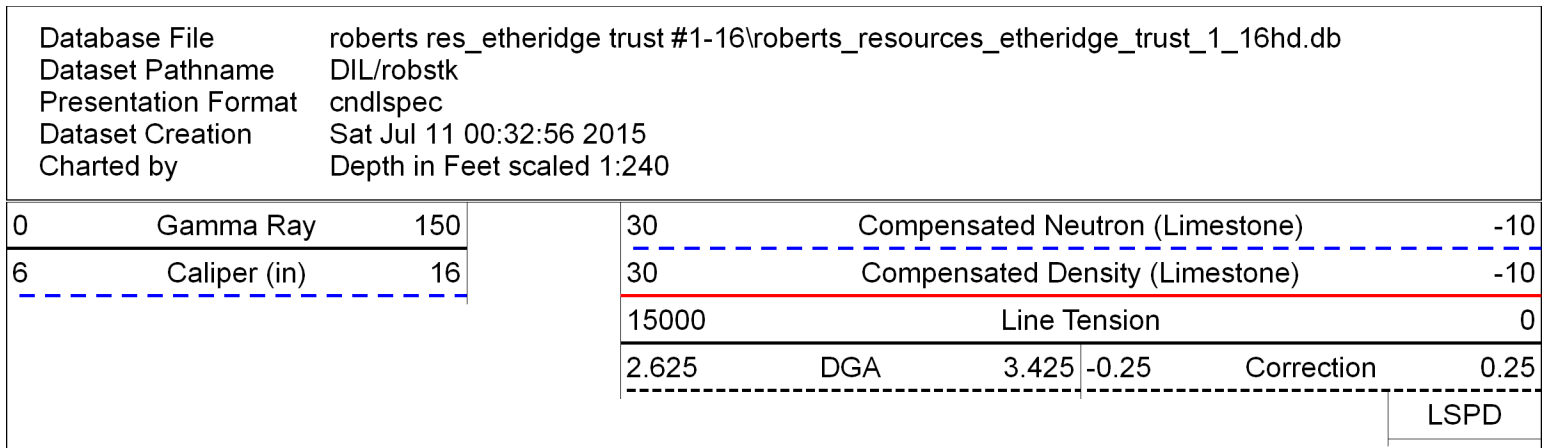 Database File roberts res_etheridge trust #1-16\roberts_resources_etheridge_trust_1_16hd.db
Dataset Pathname DIL/robstk
Presentation Format cndlspec
Dataset Creation Sat Jul 11 00:32:56 2015
Charted by Depth in Feet scaled 1:240
0 Gamma Ray 150 30 Compensated Neutron (Limestone) -10
6 Caliper (in) 16 30 Compensated Density (Limestone) -10
15000 Line Tension 0
2.625 DGA 3.425 -0.25 Correction 0.25
LSPD